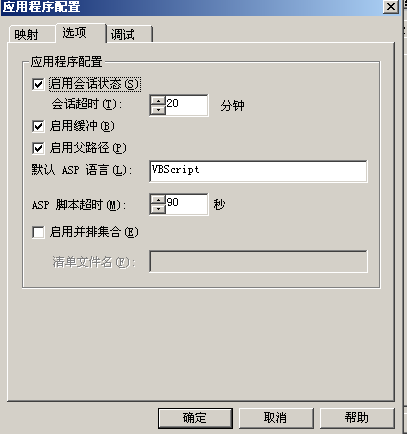 应用程序配置
映射 选项 调试
应用程序配置
启用会话状态(S)
会话超时(T): 20 分钟
启用缓冲(B)
启用父路径(P)
默认 ASP 语言(L): VBScript
ASP 脚本超时(M): 90 秒
启用并排集合(E)
清单文件名(F):
确定 取消 帮助